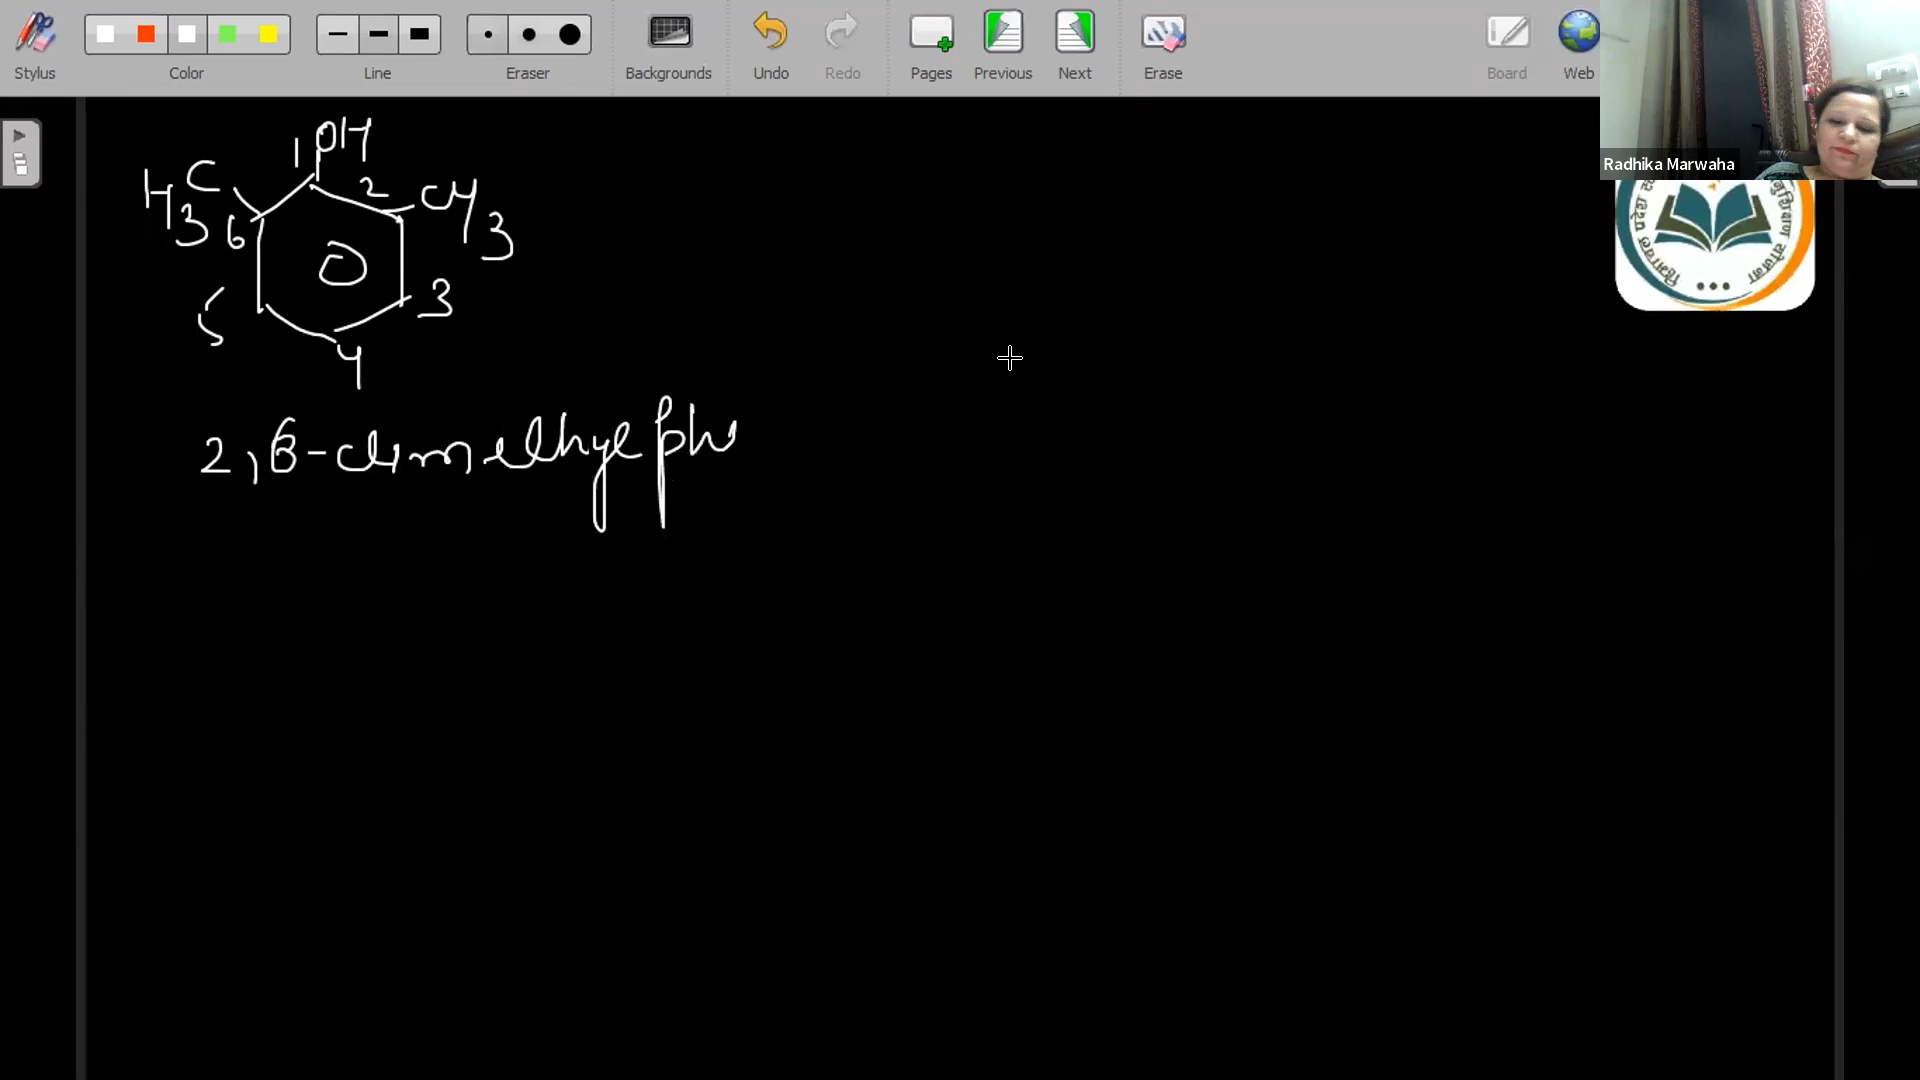 Stylus Color Line Eraser Backgrounds Undo Redo Pages Previous Next Erase Board Web
Radhika Marwaha
1 OH
H3C 6 2 CH3
5 3
4
2,6-dimethyl phe